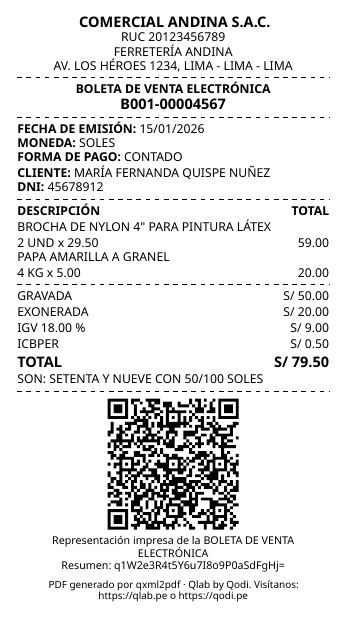 COMERCIAL ANDINA S.A.C.
RUC 20123456789
FERRETERÍA ANDINA
AV. LOS HÉROES 1234, LIMA - LIMA - LIMA
BOLETA DE VENTA ELECTRÓNICA
B001-00004567
FECHA DE EMISIÓN: 15/01/2026
MONEDA: SOLES
FORMA DE PAGO: CONTADO
CLIENTE: MARÍA FERNANDA QUISPE NUÑEZ
DNI: 45678912
DESCRIPCIÓN TOTAL
BROCHA DE NYLON 4" PARA PINTURA LÁTEX
2 UND x 29.50 59.00
PAPA AMARILLA A GRANEL
4 KG x 5.00 20.00
GRAVADA S/ 50.00
EXONERADA S/ 20.00
IGV 18.00 % S/ 9.00
ICBPER S/ 0.50
TOTAL S/ 79.50
SON: SETENTA Y NUEVE CON 50/100 SOLES
Representación impresa de la BOLETA DE VENTA
ELECTRÓNICA
Resumen: q1W2e3R4t5Y6u7I8o9P0aSdFgHj=
PDF generado por qxml2pdf · Qlab by Qodi. Visítanos:
https://qlab.pe o https://qodi.pe